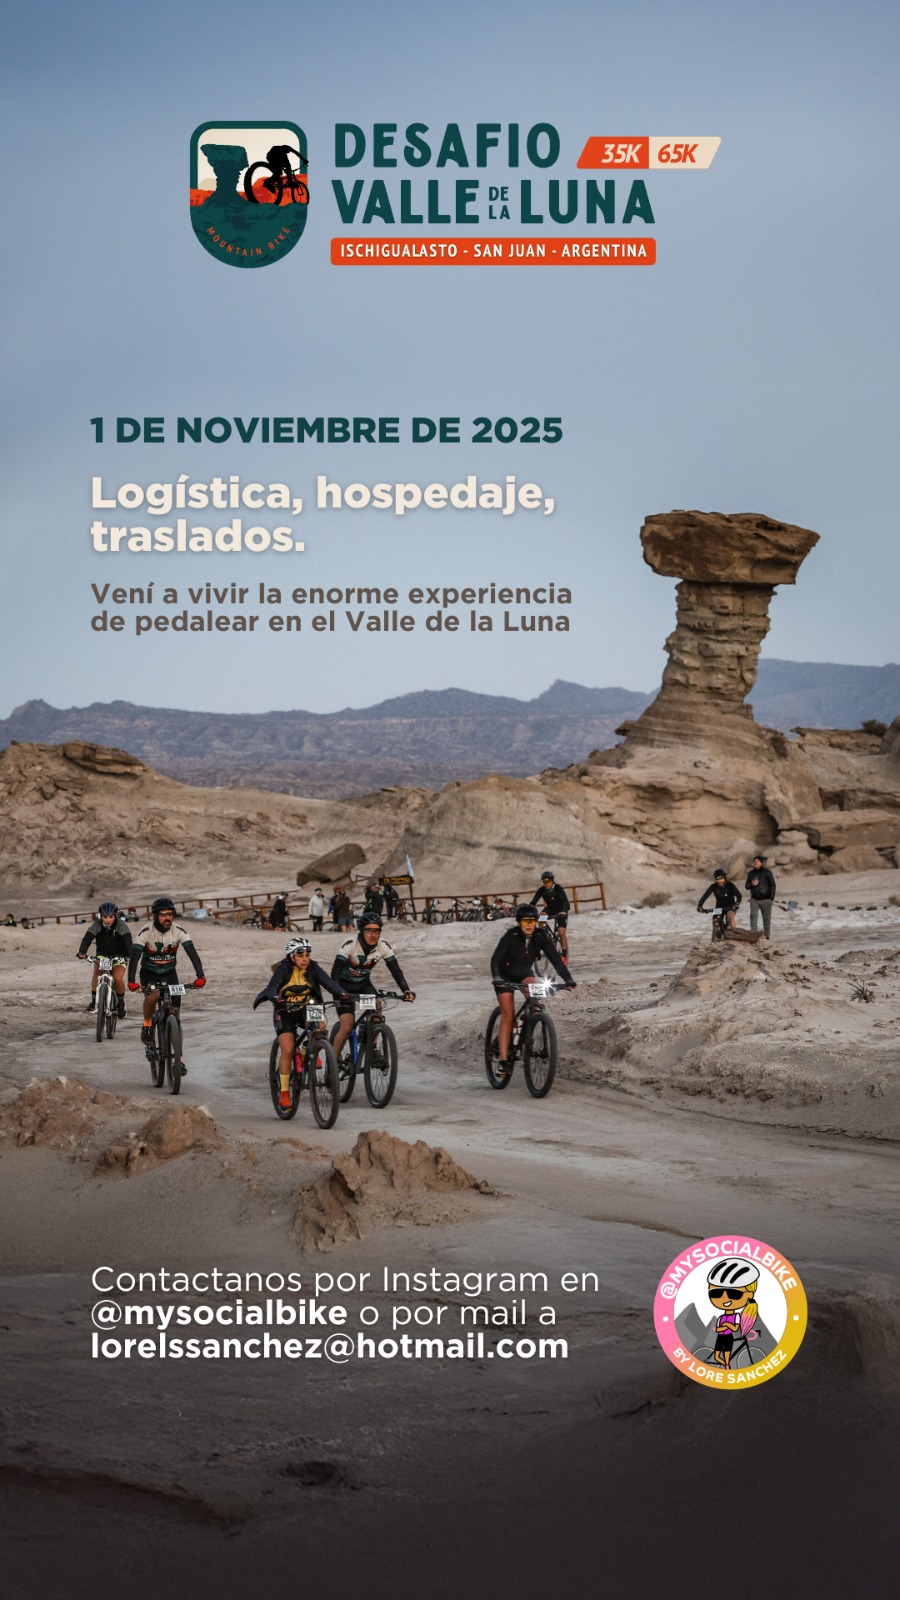 DESAFIO
35K 65K
VALLE DE LA LUNA
ISCHIGUALASTO - SAN JUAN - ARGENTINA
MOUNTAIN BIKE
1 DE NOVIEMBRE DE 2025
Logística, hospedaje,
traslados.
Vení a vivir la enorme experiencia
de pedalear en el Valle de la Luna
818
817
Contactanos por Instagram en
@mysocialbike o por mail a
lorelssanchez@hotmail.com
@MYSOCIALBIKE
BY LORE SANCHEZ